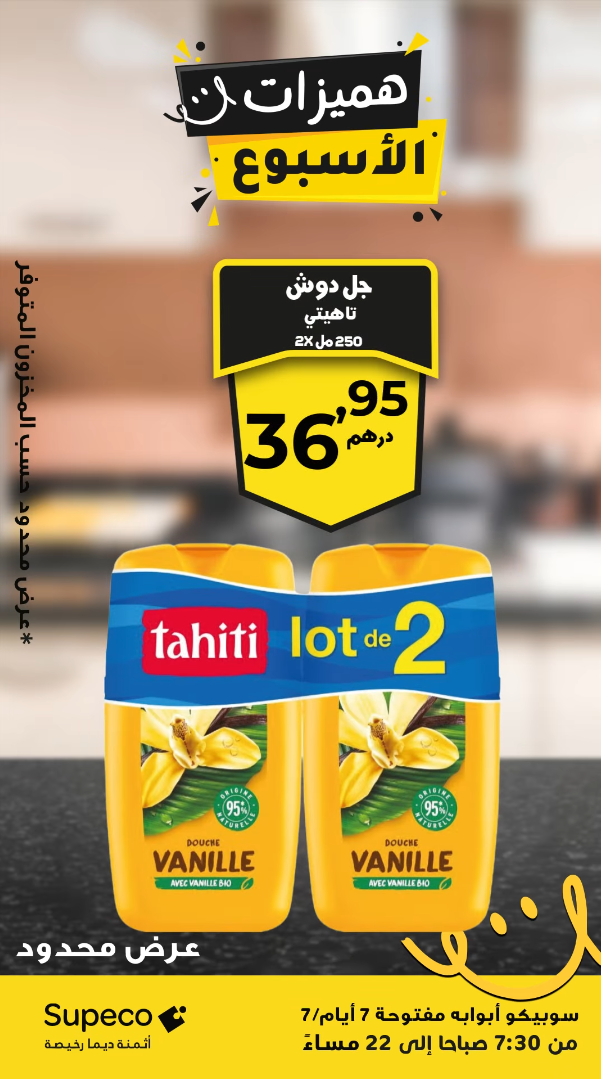 هميزات
الأسبوع
جل دوش
تاهيتي
2X 250 مل
36,95
درهم
*عرض محدود حسب المخزون المتوفر
tahiti lot de 2
ORIGINE NATURELLE 95%
ORIGINE NATURELLE 95%
DOUCHE
VANILLE
AVEC VANILLE BIO
DOUCHE
VANILLE
AVEC VANILLE BIO
عرض محدود
Supeco
أثمنة ديما رخيصة
سوبيكو أبوابه مفتوحة 7 أيام/7
من 7:30 صباحا إلى 22 مساءً